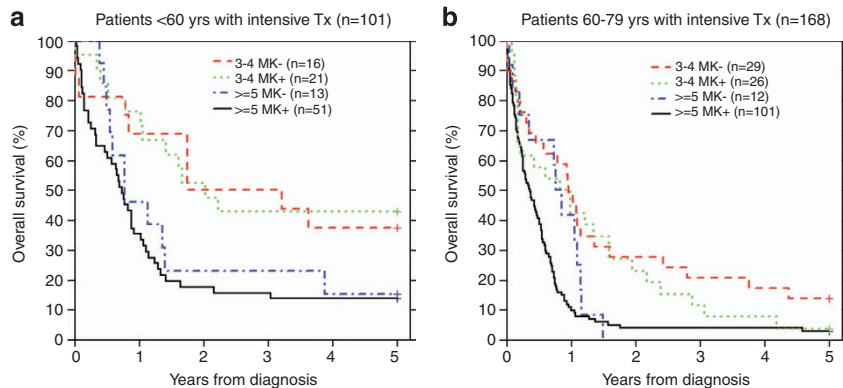 a
Patients <60 yrs with intensive Tx (n=101)
100
90
80
70
60
50
40
30
20
10
0
Overall survival (%)
3-4 MK- (n=16)
3-4 MK+ (n=21)
>=5 MK- (n=13)
>=5 MK+ (n=51)
0 1 2 3 4 5
Years from diagnosis
b
Patients 60-79 yrs with intensive Tx (n=168)
100
90
80
70
60
50
40
30
20
10
0
Overall survival (%)
3-4 MK- (n=29)
3-4 MK+ (n=26)
>=5 MK- (n=12)
>=5 MK+ (n=101)
0 1 2 3 4 5
Years from diagnosis